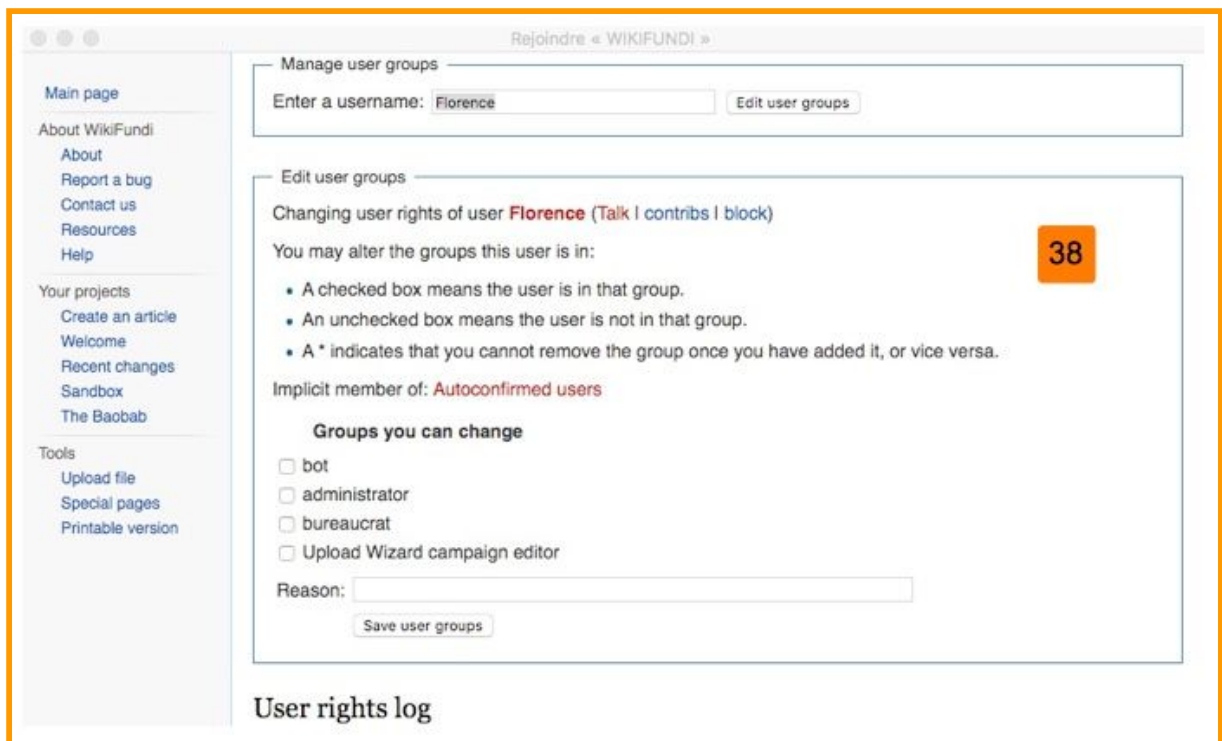 Rejoindre « WIKIFUNDI »
Main page
About WikiFundi
About
Report a bug
Contact us
Resources
Help
Your projects
Create an article
Welcome
Recent changes
Sandbox
The Baobab
Tools
Upload file
Special pages
Printable version
Manage user groups
Enter a username: Florence Edit user groups
Edit user groups
Changing user rights of user Florence (Talk | contribs | block)
You may alter the groups this user is in:
• A checked box means the user is in that group.
• An unchecked box means the user is not in that group.
• A * indicates that you cannot remove the group once you have added it, or vice versa.
Implicit member of: Autoconfirmed users
Groups you can change
bot
administrator
bureaucrat
Upload Wizard campaign editor
Reason:
Save user groups
38
User rights log